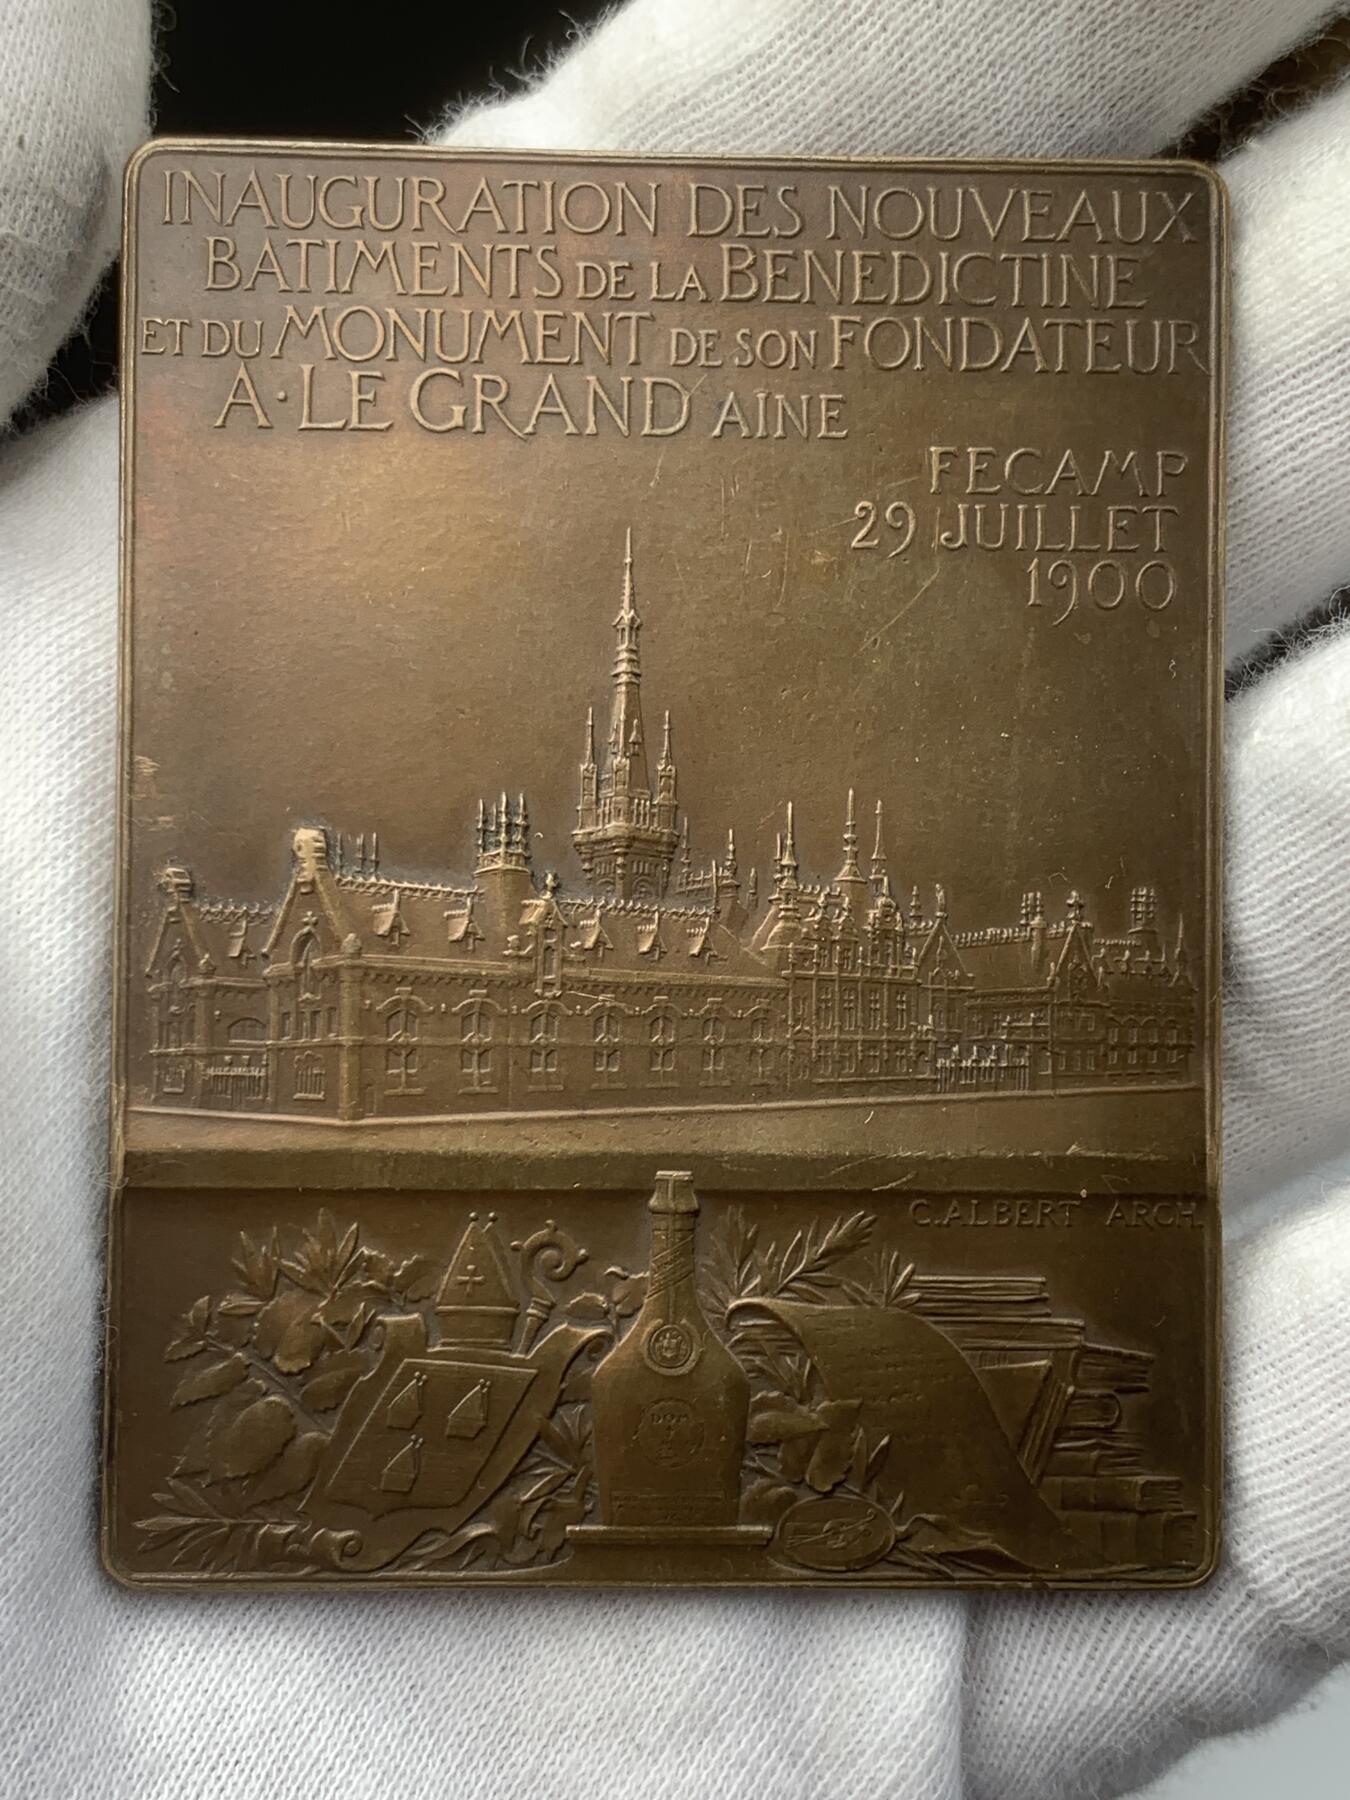 INAUGURATION DES NOUVEAUX
BATIMENTS DE LA BENEDICTINE
ET DU MONUMENT DE SON FONDATEUR
A·LE GRAND AINE
FECAMP
29 JUILLET
1900
C.ALBERT ARCH.
DOM